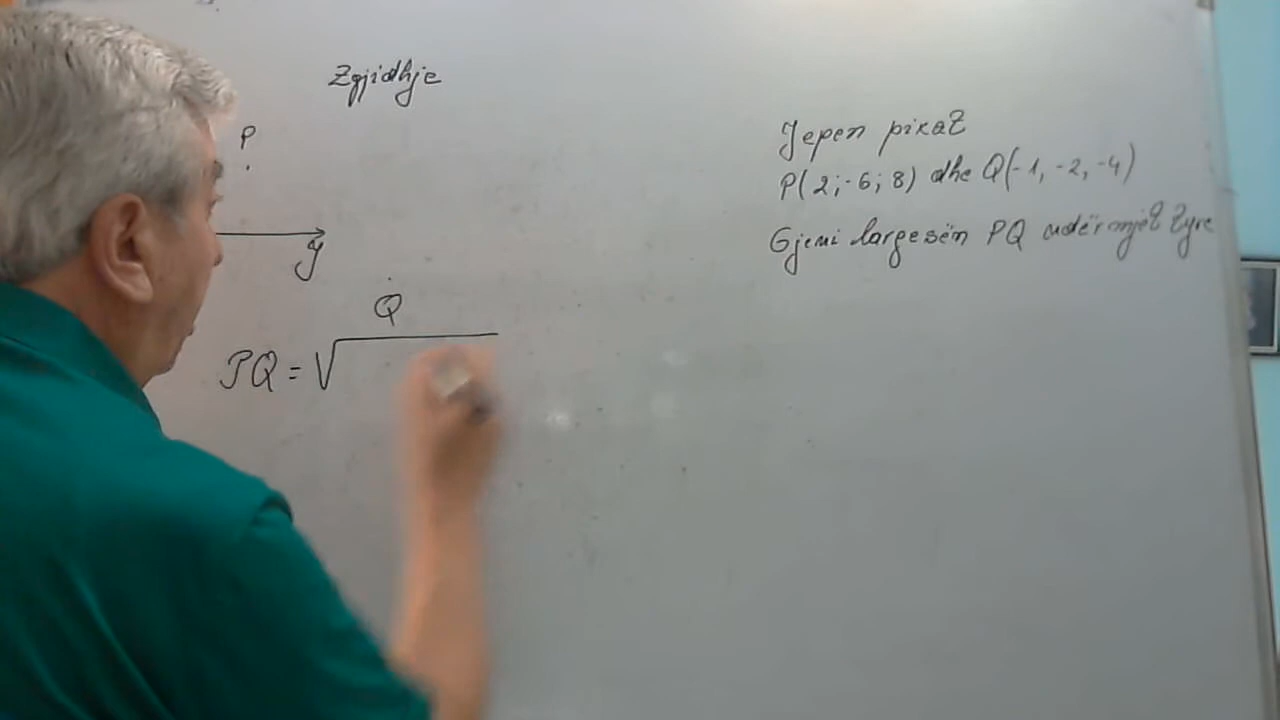 Zgjidhje
P
y
Q
PQ = √
Jepen pikat
P(2;-6;8) dhe Q(-1,-2,-4)
Gjeni largesën PQ ndërmjet tyre